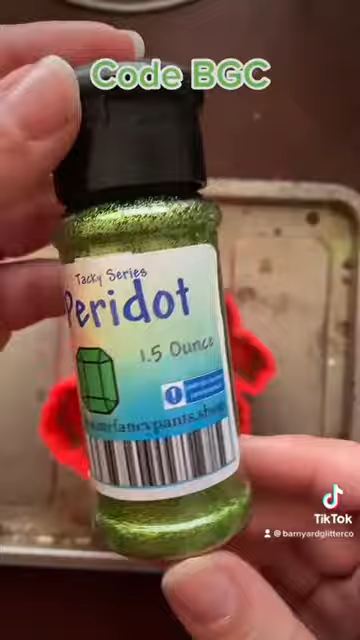 Code BGC
Tacky Series
Peridot
1.5 Ounce
TikTok
@ barnyardglitterco